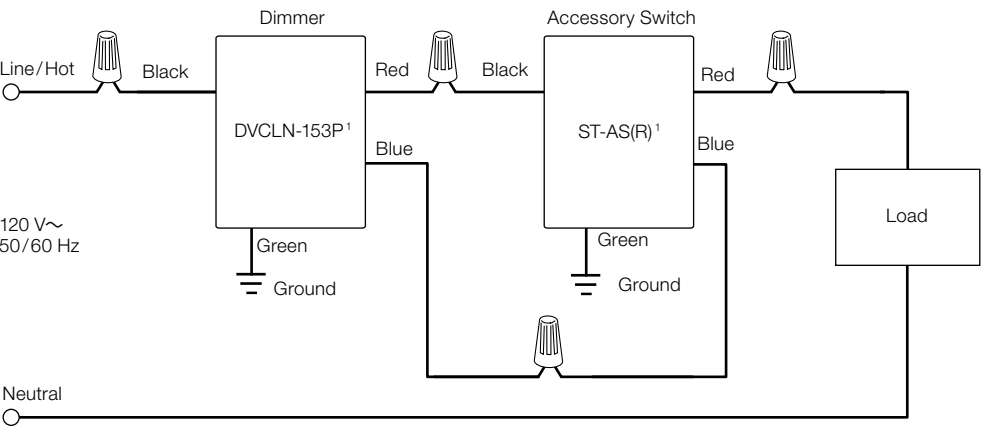 Dimmer
Accessory Switch
Line/Hot
Black
Red
Black
Red
DVCLN-153P¹
ST-AS(R)¹
Blue
Blue
120 V~
50/60 Hz
Green
Ground
Green
Ground
Load
Neutral